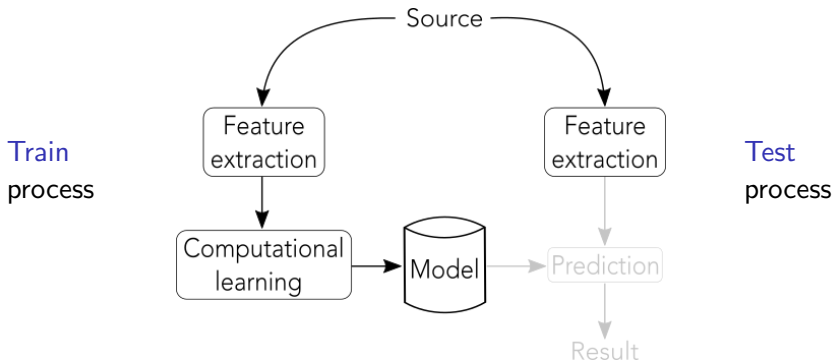 Source
Train
process
Feature
extraction
Feature
extraction
Test
process
Computational
learning
Model
Prediction
Result